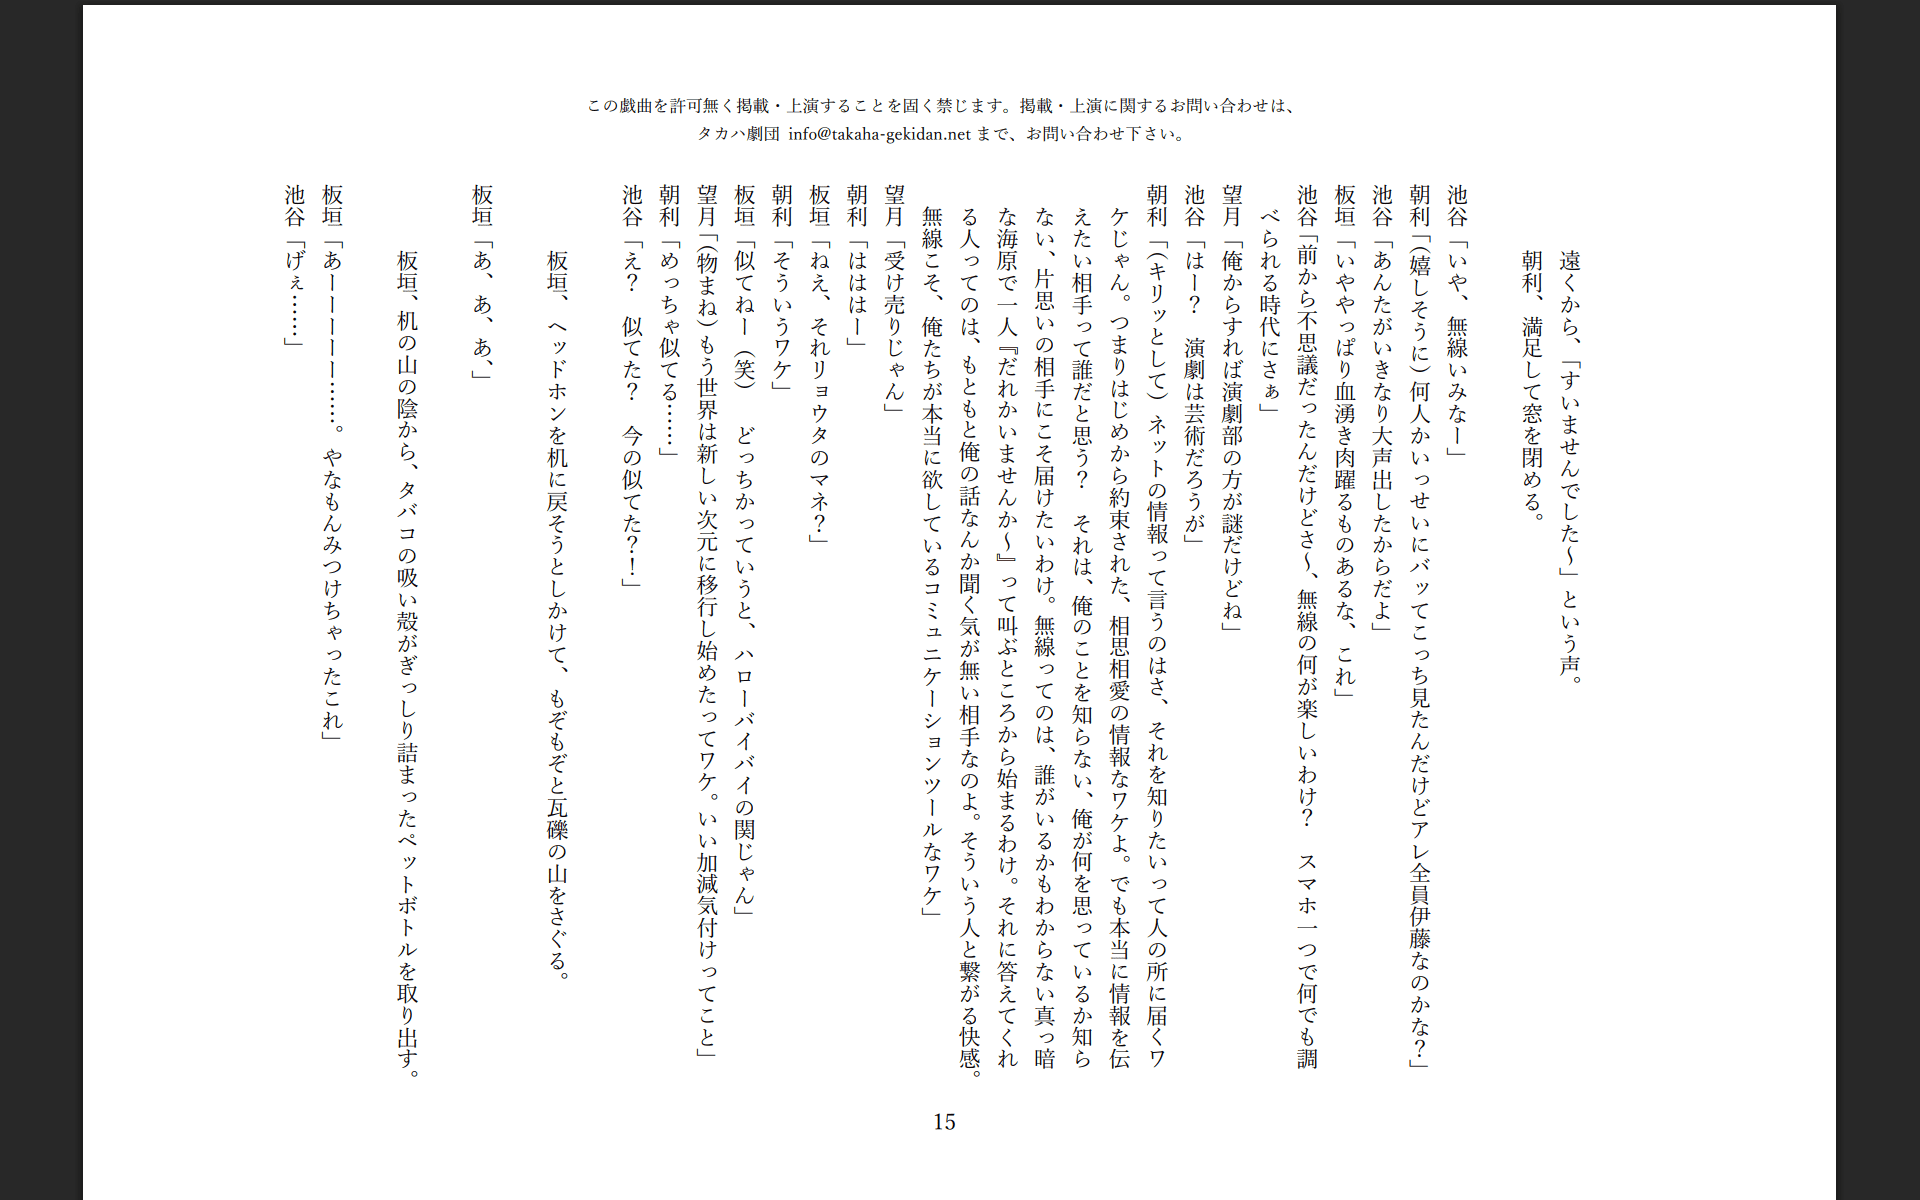 この戯曲を許可無く掲載・上演することを固く禁じます。掲載・上演に関するお問い合わせは、
タカハ劇団 info@takaha-gekidan.net まで、お問い合わせ下さい。
遠くから、「すいませんでした～」という声。
朝利、満足して窓を閉める。
池谷「いや、無線いみなー」
朝利「（嬉しそうに）何人かいっせいにバッてこっち見たんだけどアレ全員伊藤なのかな？」
池谷「あんたがいきなり大声出したからだよ」
板垣「いややっぱり血湧き肉躍るものあるな、これ」
池谷「前から不思議だったんだけどさ～、無線の何が楽しいわけ？　スマホ一つで何でも調
べられる時代にさぁ」
望月「俺からすれば演劇部の方が謎だけどね」
池谷「はー？　演劇は芸術だろうが」
朝利「（キリッとして）ネットの情報って言うのはさ、それを知りたいって人の所に届くワ
ケじゃん。つまりはじめから約束された、相思相愛の情報なワケよ。でも本当に情報を伝
えたい相手って誰だと思う？　それは、俺のことを知らない、俺が何を思っているか知ら
ない、片思いの相手にこそ届けたいわけ。無線ってのは、誰がいるかもわからない真っ暗
な海原で一人『だれかいませんか～』って叫ぶところから始まるわけ。それに答えてくれ
る人ってのは、もともと俺の話なんか聞く気が無い相手なのよ。そういう人と繋がる快感。
無線こそ、俺たちが本当に欲しているコミュニケーションツールなワケ」
望月「受け売りじゃん」
朝利「はははー」
板垣「ねえ、それリョウタのマネ？」
朝利「そういうワケ」
板垣「似てねー（笑）　どっちかっていうと、ハローバイバイの関じゃん」
望月「（物まね）もう世界は新しい次元に移行し始めたってワケ。いい加減気付けってこと」
朝利「めっちゃ似てる……」
池谷「え？　似てた？　今の似てた？！」
板垣、ヘッドホンを机に戻そうとしかけて、もぞもぞと瓦礫の山をさぐる。
板垣「あ、あ、あ、」
板垣、机の山の陰から、タバコの吸い殻がぎっしり詰まったペットボトルを取り出す。
板垣「あーーーーー……。やなもんみつけちゃったこれ」
池谷「げぇ……」
15